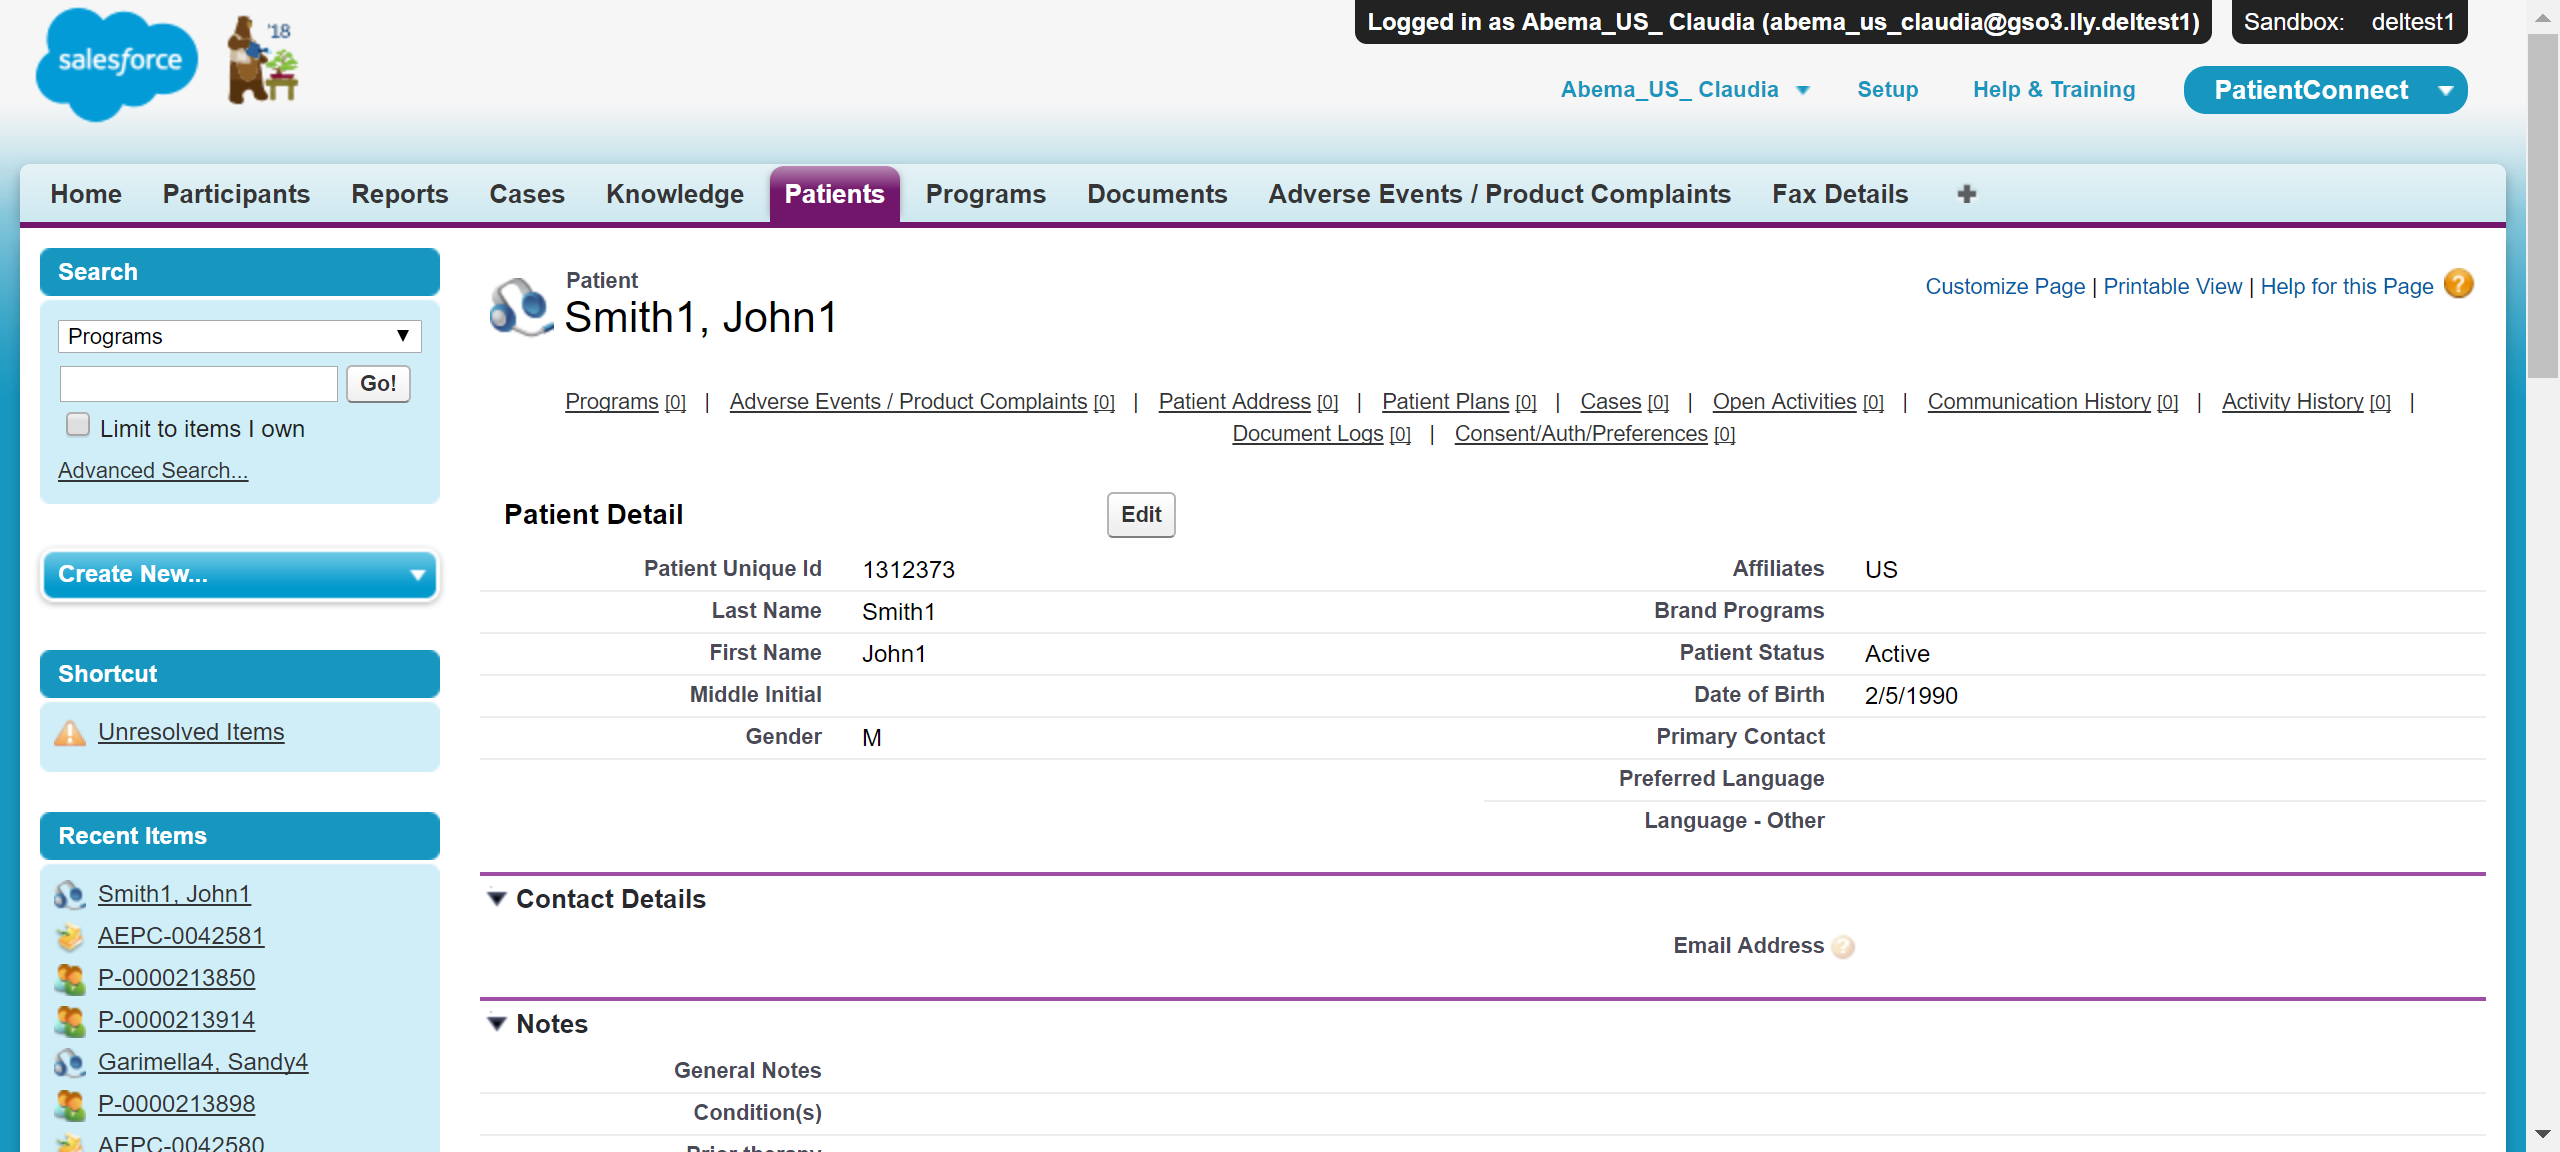 Logged in as Abema_US_ Claudia (abema_us_claudia@gso3.lly.deltest1)
Sandbox: deltest1
salesforce
'18
Abema_US_ Claudia
Setup
Help & Training
PatientConnect
Home Participants Reports Cases Knowledge Patients Programs Documents Adverse Events / Product Complaints Fax Details
Search
Programs
Go!
Limit to items I own
Advanced Search...
Create New...
Shortcut
Unresolved Items
Recent Items
Smith1, John1
AEPC-0042581
P-0000213850
P-0000213914
Garimella4, Sandy4
P-0000213898
AEPC-0042580
Patient
Smith1, John1
Customize Page | Printable View | Help for this Page
Programs [0] | Adverse Events / Product Complaints [0] | Patient Address [0] | Patient Plans [0] | Cases [0] | Open Activities [0] | Communication History [0] | Activity History [0] |
Document Logs [0] | Consent/Auth/Preferences [0]
Patient Detail
Edit
Patient Unique Id 1312373
Affiliates US
Last Name Smith1
Brand Programs
First Name John1
Patient Status Active
Middle Initial
Date of Birth 2/5/1990
Gender M
Primary Contact
Preferred Language
Language - Other
Contact Details
Email Address
Notes
General Notes
Condition(s)
Prior therapy